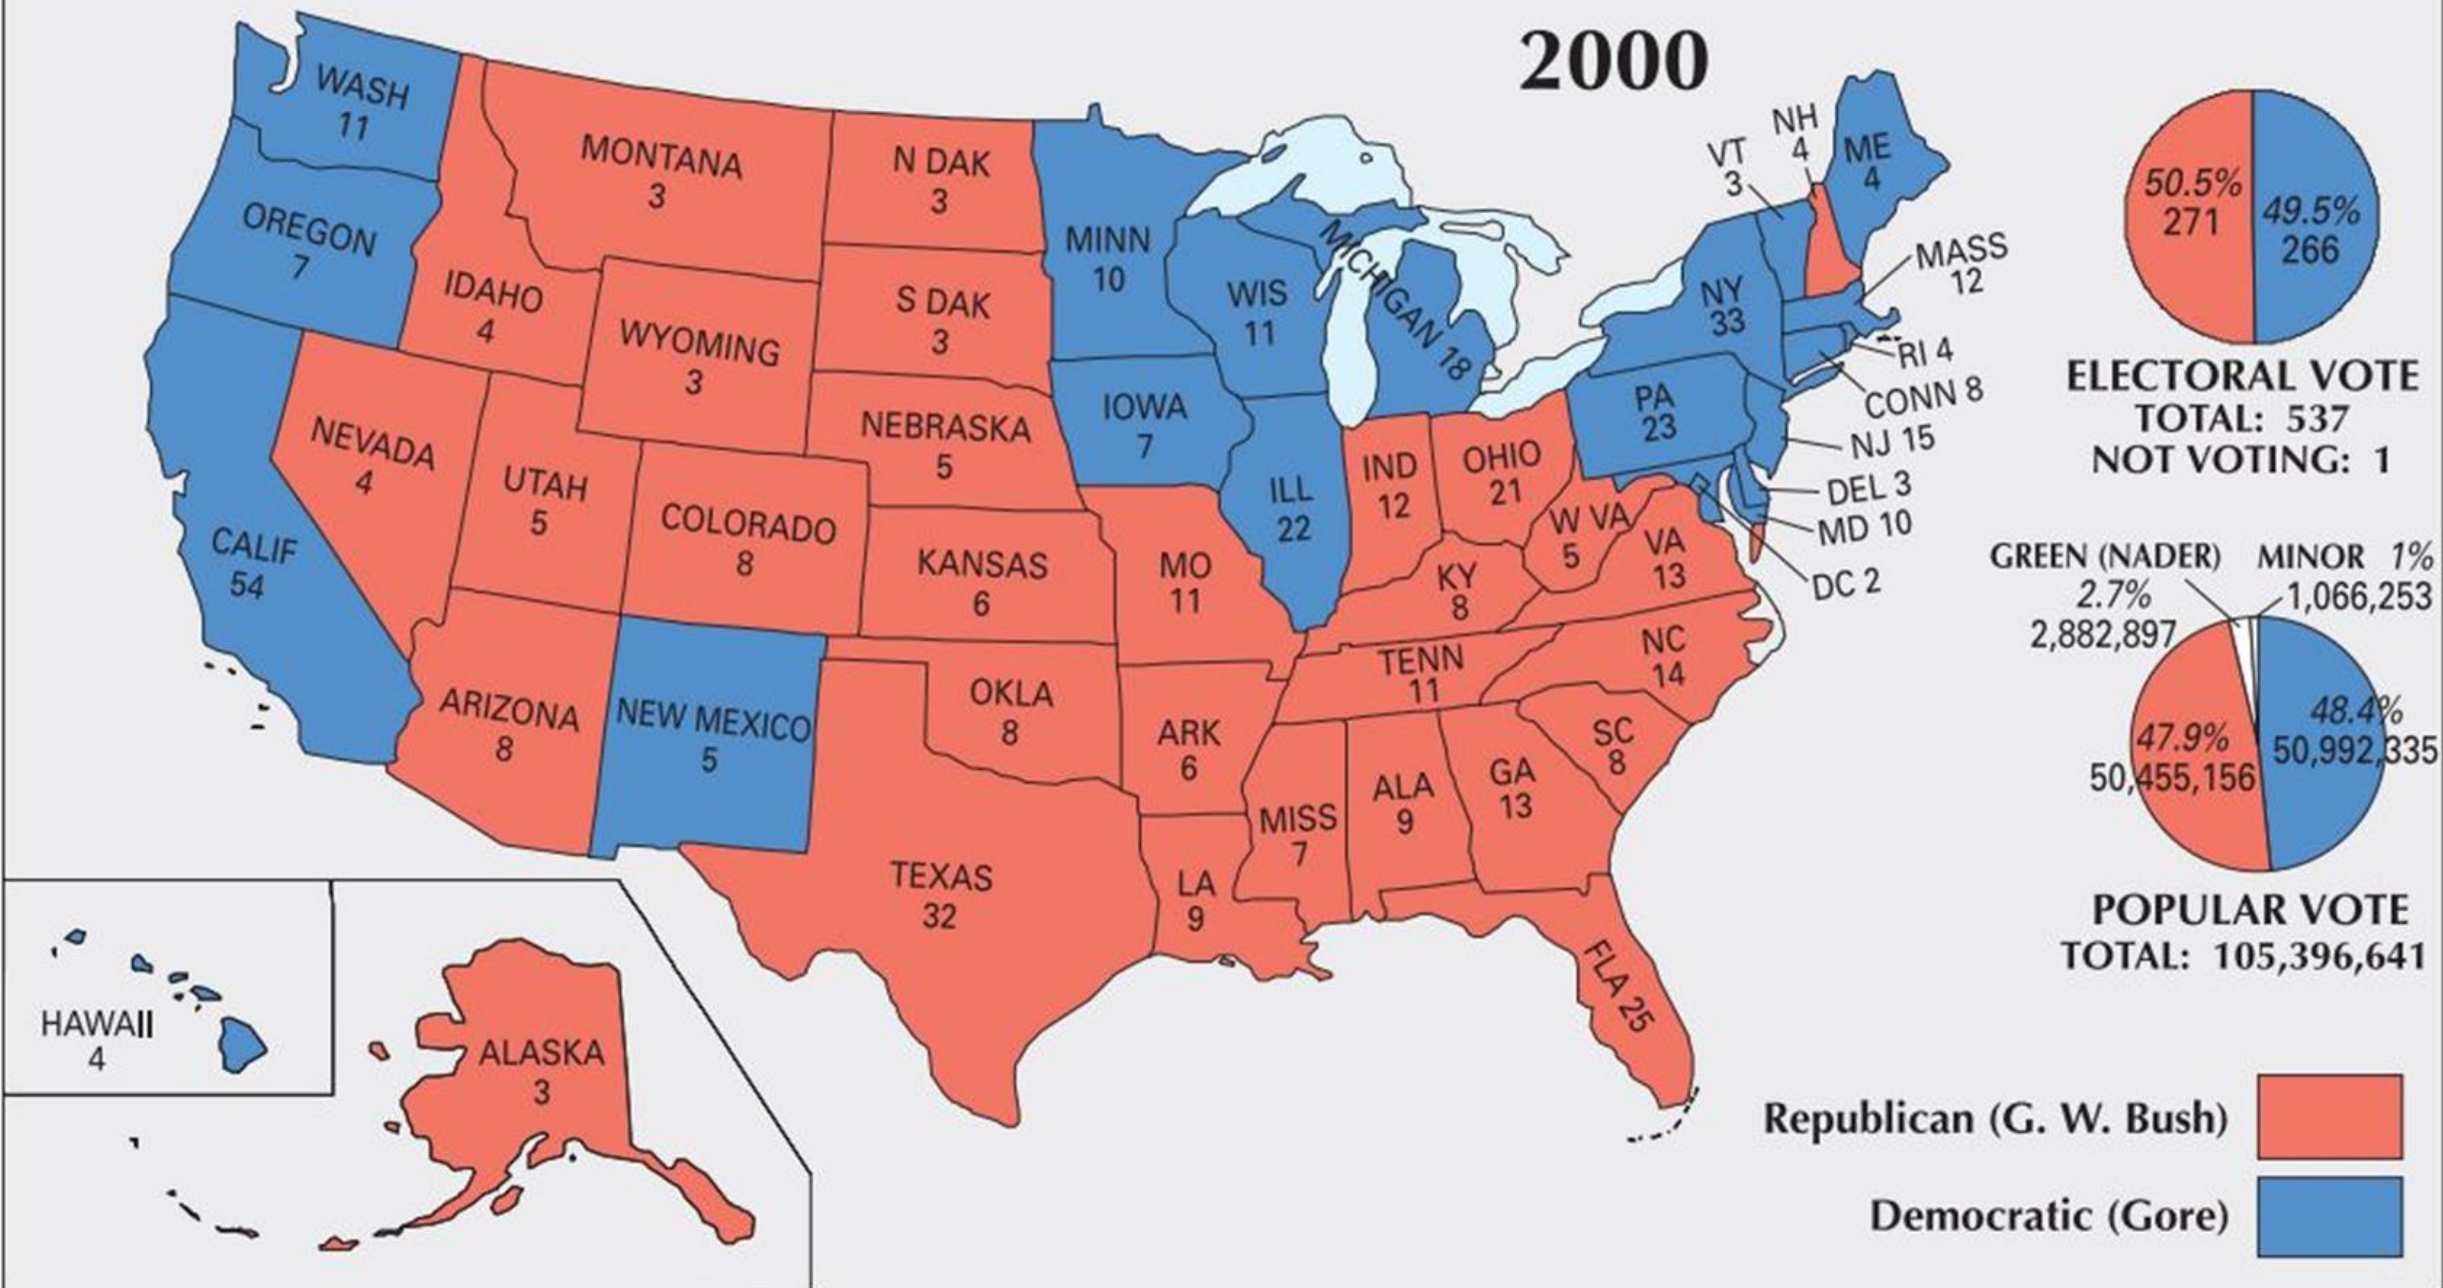 2000
WASH
11
OREGON
7
CALIF
54
NEVADA
4
IDAHO
4
MONTANA
3
WYOMING
3
UTAH
5
COLORADO
8
ARIZONA
8
NEW MEXICO
5
N DAK
3
S DAK
3
NEBRASKA
5
KANSAS
6
OKLA
8
TEXAS
32
MINN
10
IOWA
7
MO
11
ARK
6
LA
9
WIS
11
ILL
22
MICHIGAN 18
IND
12
OHIO
21
KY
8
TENN
11
MISS
7
ALA
9
GA
13
FLA 25
SC
8
NC
14
VA
13
W VA
5
PA
23
NY
33
VT
3
NH
4
ME
4
MASS
12
RI 4
CONN 8
NJ 15
DEL 3
MD 10
DC 2
HAWAII
4
ALASKA
3
50.5%
271
49.5%
266
ELECTORAL VOTE
TOTAL: 537
NOT VOTING: 1
GREEN (NADER)
2.7%
2,882,897
MINOR 1%
1,066,253
47.9%
50,455,156
48.4%
50,992,335
POPULAR VOTE
TOTAL: 105,396,641
Republican (G. W. Bush)
Democratic (Gore)